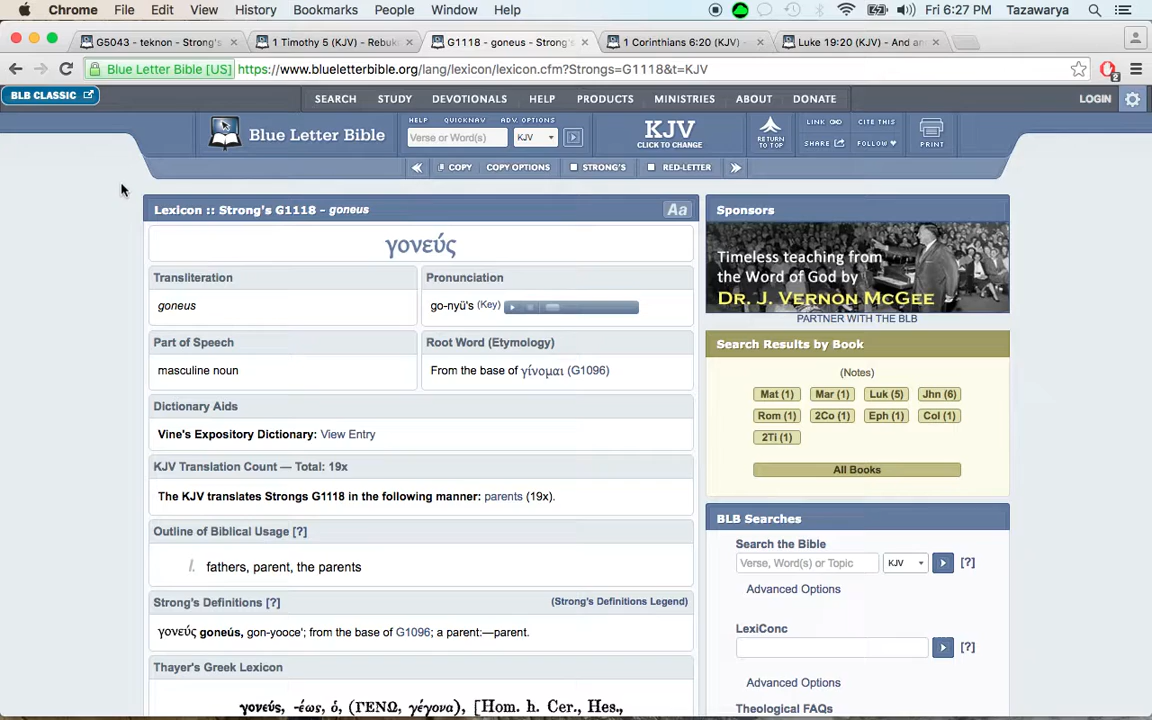 Chrome File Edit View History Bookmarks People Window Help Fri 6:27 PM Tazawarya
G5043 - teknon - Strong's 1 Timothy 5 (KJV) - Rebuk G1118 - goneus - Strong's 1 Corinthians 6:20 (KJV) - Luke 19:20 (KJV) - And an
Blue Letter Bible [US] https://www.blueletterbible.org/lang/lexicon/lexicon.cfm?Strongs=G1118&t=KJV
2
BLB CLASSIC SEARCH STUDY DEVOTIONALS HELP PRODUCTS MINISTRIES ABOUT DONATE LOGIN
HELP QUICKNAV ADV. OPTIONS
Blue Letter Bible Verse or Word(s) KJV
KJV
CLICK TO CHANGE
RETURN
TO TOP
LINK CITE THIS
SHARE FOLLOW
PRINT
COPY COPY OPTIONS STRONG'S RED-LETTER
Lexicon :: Strong's G1118 - goneus Aa
γονεύς
Transliteration
goneus
Pronunciation
go-nyü's (Key)
Part of Speech
masculine noun
Root Word (Etymology)
From the base of γίνομαι (G1096)
Dictionary Aids
Vine's Expository Dictionary: View Entry
KJV Translation Count — Total: 19x
The KJV translates Strongs G1118 in the following manner: parents (19x).
Outline of Biblical Usage [?]
I. fathers, parent, the parents
Strong's Definitions [?] (Strong's Definitions Legend)
γονεύς goneús, gon-yooce'; from the base of G1096; a parent:—parent.
Thayer's Greek Lexicon
γονεύς, -έως, ὁ, (ΓΕΝΩ, γέγονα), [Hom. h. Cer., Hes.,
Sponsors
Timeless teaching from
the Word of God by
DR. J. VERNON MCGEE
PARTNER WITH THE BLB
Search Results by Book
(Notes)
Mat (1) Mar (1) Luk (5) Jhn (6)
Rom (1) 2Co (1) Eph (1) Col (1)
2Ti (1)
All Books
BLB Searches
Search the Bible
Verse, Word(s) or Topic KJV [?]
Advanced Options
LexiConc
[?]
Advanced Options
Theological FAQs